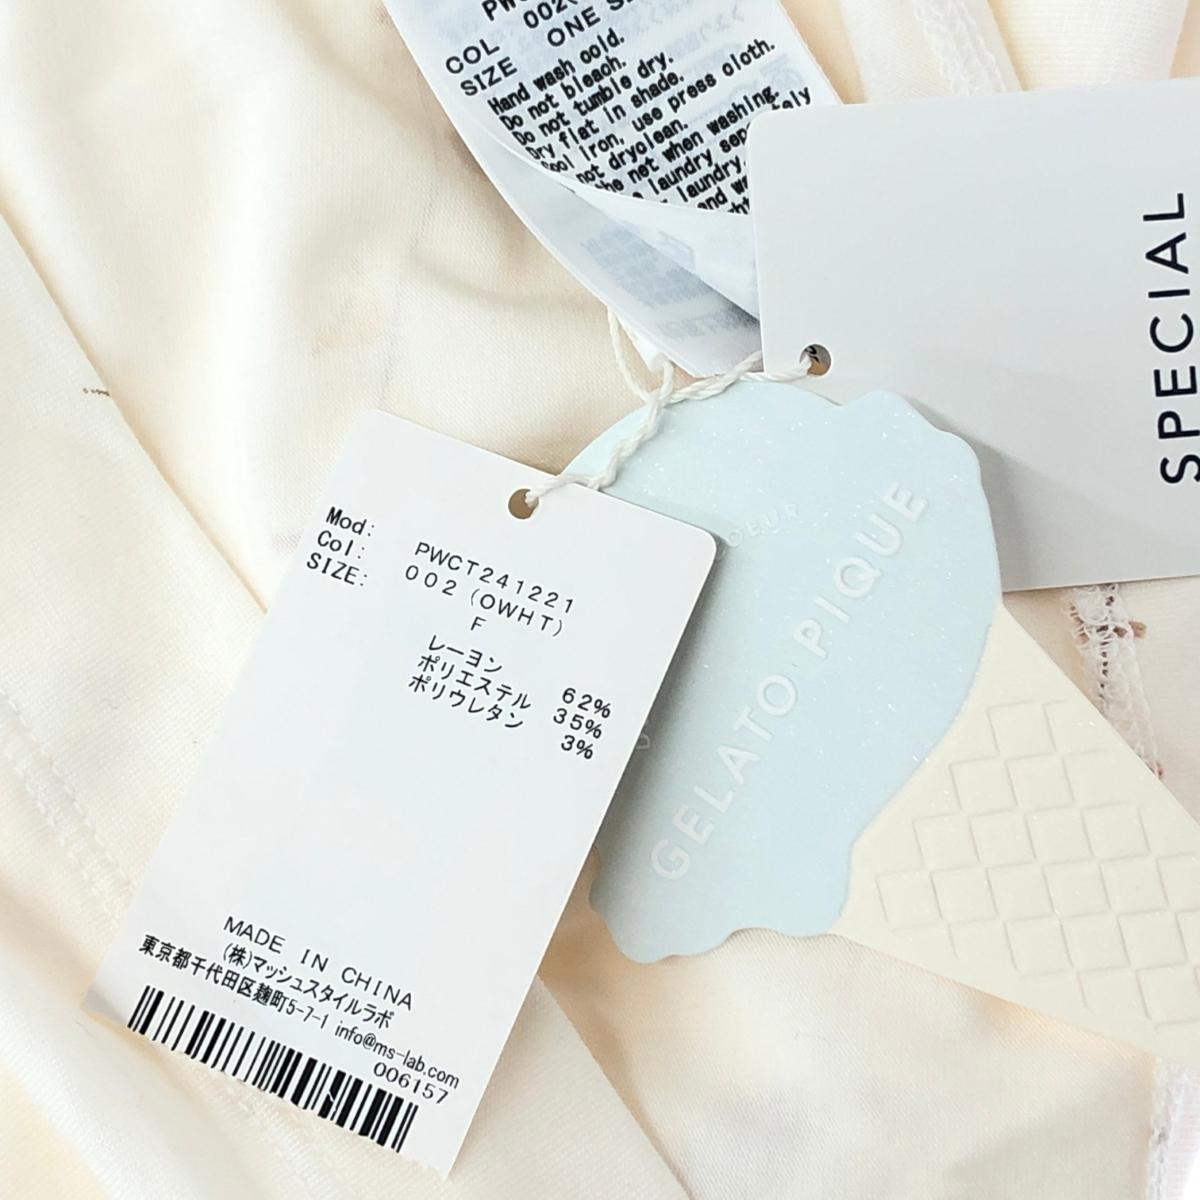 002(
ONE
COL
SIZE
Hand wash cold.
Do not bleach.
Do not tumble dry.
Dry flat in shade.
Iron, use press cloth.
not dryclean.
net when washing.
laundry
laundry.
SPECIAL
GELATO PIQUE
Mod: PWCT241221
Col: 002 (OWHT)
SIZE: F
レーヨン 62%
ポリエステル 35%
ポリウレタン 3%
MADE IN CHINA
(株)マッシュスタイルラボ
東京都千代田区麹町5-7-1 info@ms-lab.com
006157